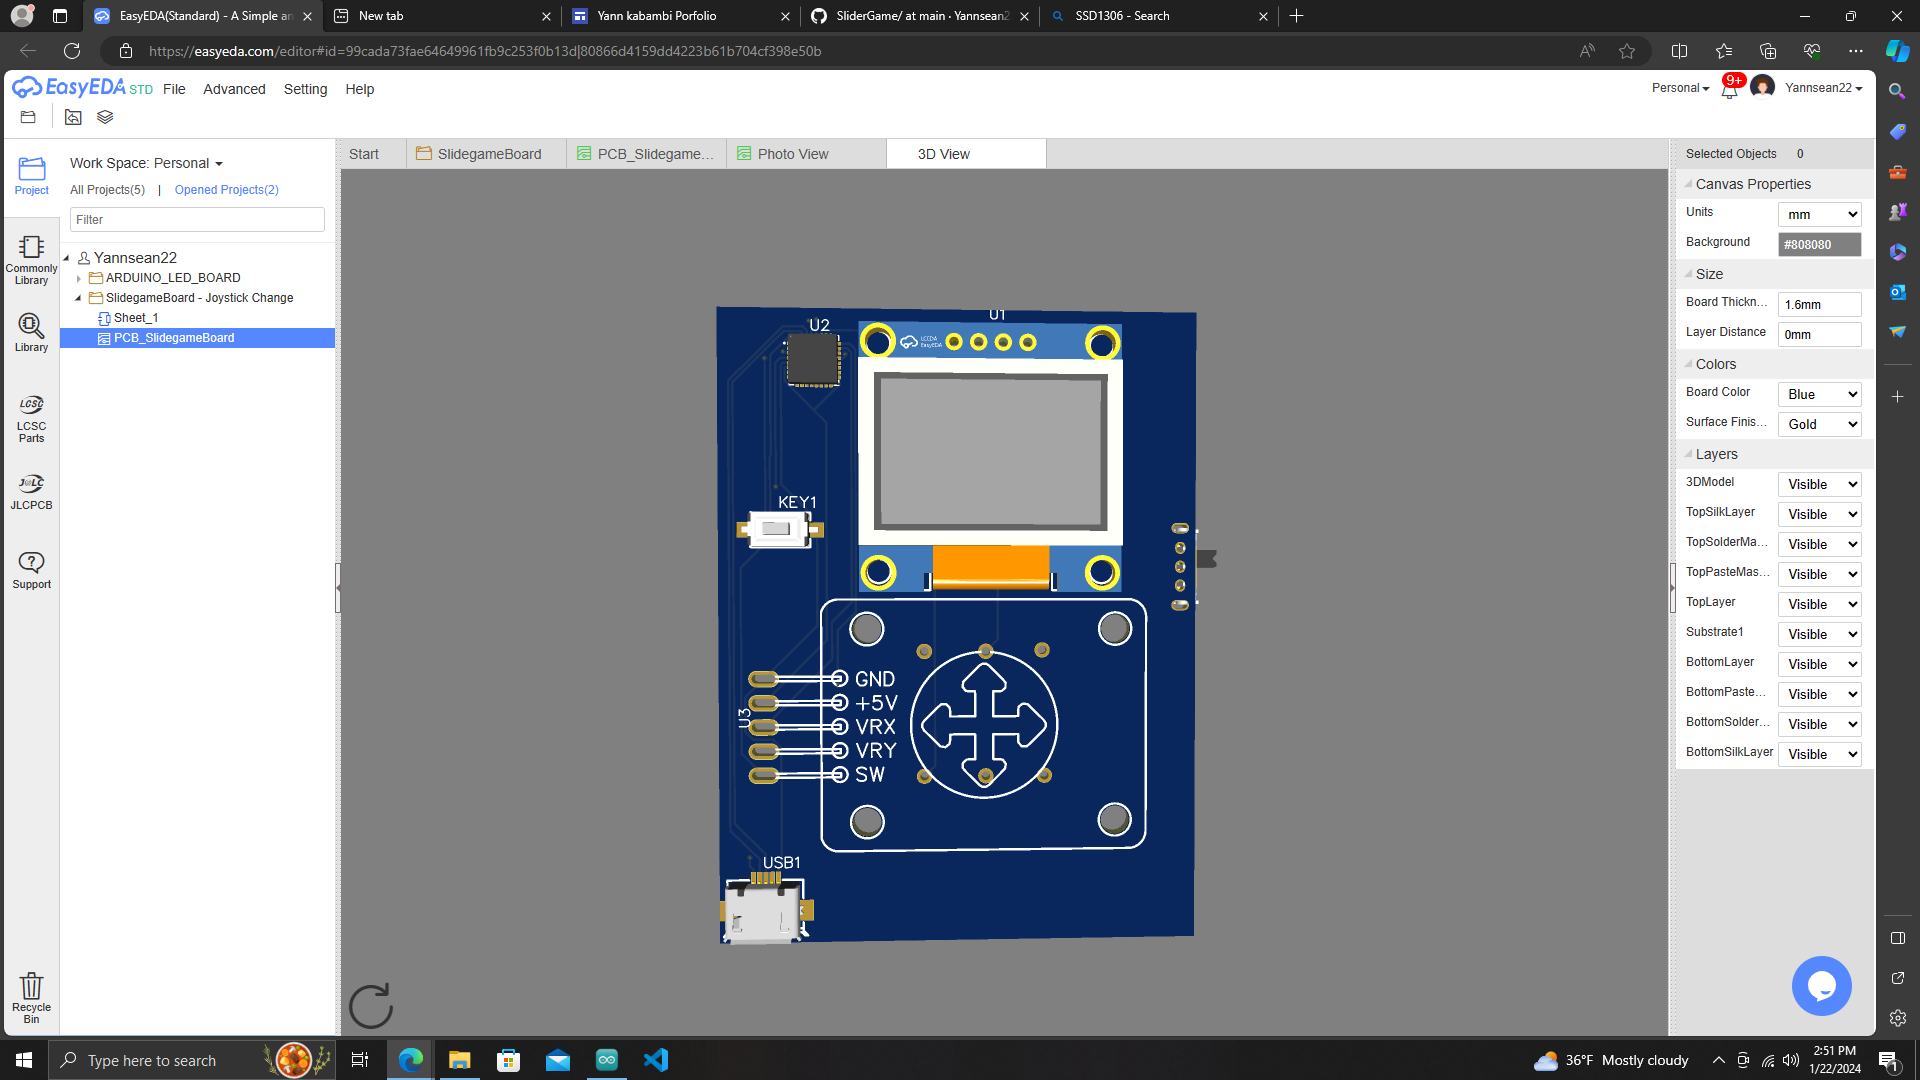 EasyEDA(Standard) - A Simple an
New tab
Yann kabambi Porfolio
SliderGame/ at main · Yannsean2
SSD1306 - Search
https://easyeda.com/editor#id=99cada73fae64649961fb9c253f0b13d|80866d4159dd4223b61b704cf398e50b
EasyEDA STD
File
Advanced
Setting
Help
Personal
9+
Yannsean22
Project
Commonly
Library
Library
LCSC
LCSC
Parts
JLCPCB
Support
Recycle
Bin
Work Space: Personal
All Projects(5) | Opened Projects(2)
Filter
Yannsean22
ARDUINO_LED_BOARD
SlidegameBoard - Joystick Change
Sheet_1
PCB_SlidegameBoard
Start
SlidegameBoard
PCB_Slidegame...
Photo View
3D View
U1
U2
LCEDA
EasyEDA
KEY1
GND
+5V
VRX
VRY
SW
U3
USB1
Selected Objects 0
Canvas Properties
Units mm
Background #808080
Size
Board Thickn... 1.6mm
Layer Distance 0mm
Colors
Board Color Blue
Surface Finis... Gold
Layers
3DModel Visible
TopSilkLayer Visible
TopSolderMa... Visible
TopPasteMas... Visible
TopLayer Visible
Substrate1 Visible
BottomLayer Visible
BottomPaste... Visible
BottomSolder... Visible
BottomSilkLayer Visible
Type here to search
36°F Mostly cloudy
2:51 PM
1/22/2024
1